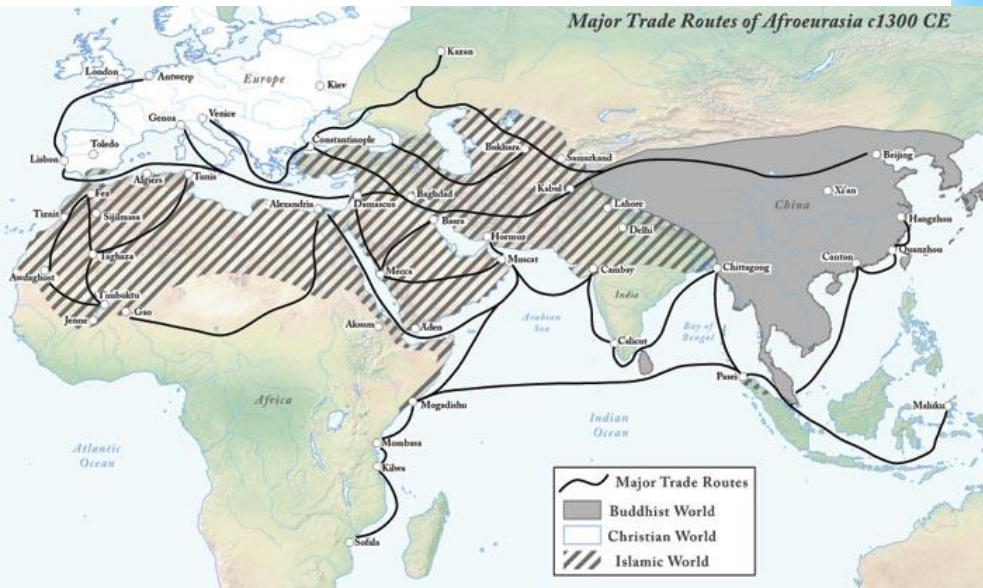 Major Trade Routes of Afroeurasia c1300 CE
Kazan
London
Antwerp
Europe
Kiev
Genoa
Venice
Toledo
Constantinople
Lisbon
Bukhara
Samarkand
Beijing
Algiers
Tunis
Fez
Tiznit
Sijilmasa
Alexandria
Damascus
Baghdad
Kabul
Xi'an
China
Lahore
Basra
Delhi
Hangzhou
Quanzhou
Taghaza
Hormuz
Muscat
Canton
Mecca
Cambay
Chittagong
Awdaghost
Timbuktu
Gao
Jenne
India
Aksum
Aden
Arabian
Sea
Bay of
Bengal
Calicut
Pasei
Africa
Mogadishu
Maluku
Indian
Ocean
Atlantic
Ocean
Mombasa
Kilwa
Sofala
Major Trade Routes
Buddhist World
Christian World
Islamic World